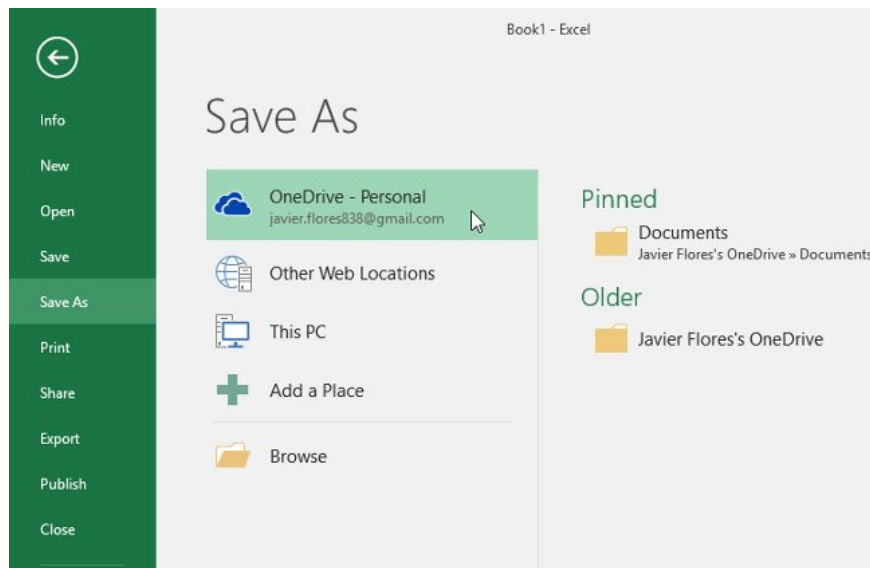 Book1 - Excel
Info
New
Open
Save
Save As
Print
Share
Export
Publish
Close
Save As
OneDrive - Personal
javier.flores838@gmail.com
Other Web Locations
This PC
Add a Place
Browse
Pinned
Documents
Javier Flores's OneDrive » Documents
Older
Javier Flores's OneDrive